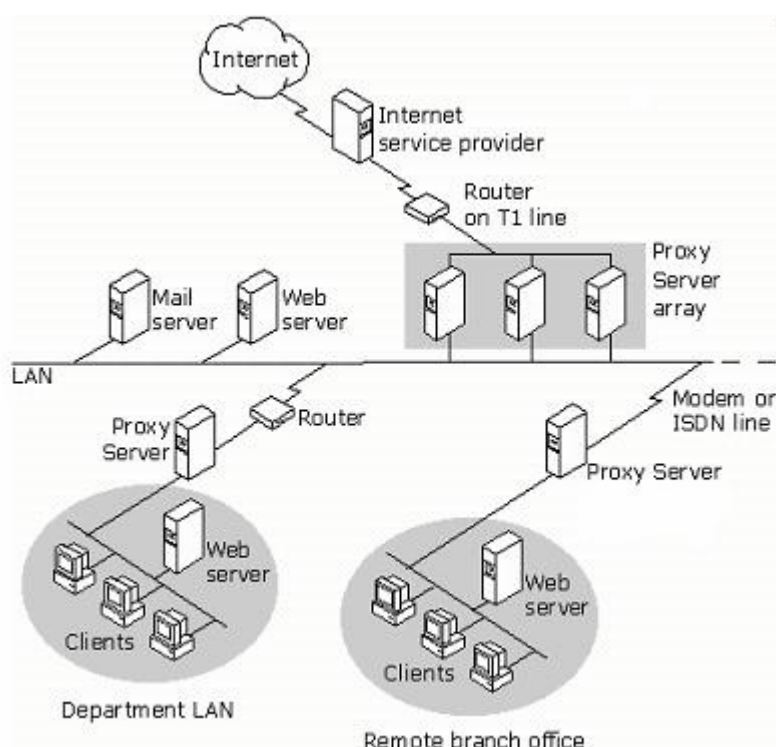 Internet
Internet
service provider
Router
on T1 line
Proxy
Server
array
Mail
server
Web
server
LAN
Proxy
Server
Router
Modem or
ISDN line
Proxy Server
Web
server
Clients
Web
server
Clients
Department LAN
Remote branch office